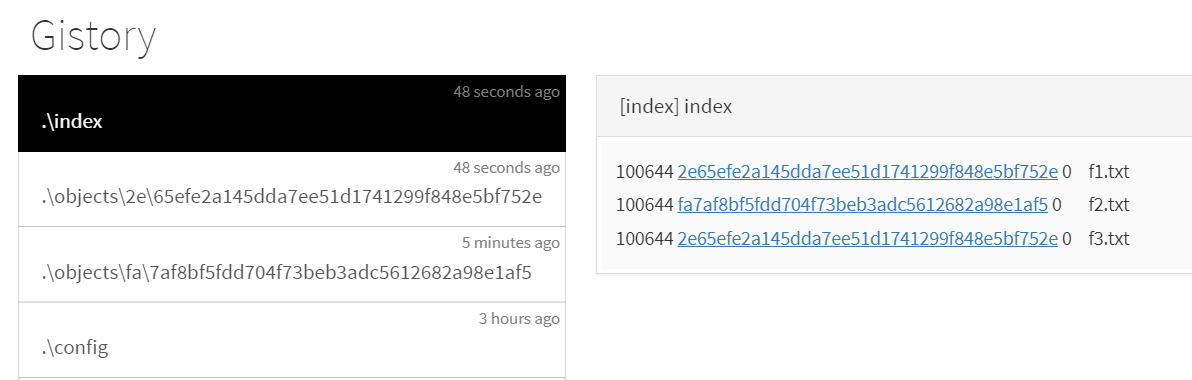 Gistory
48 seconds ago
.\index
48 seconds ago
.\objects\2e\65efe2a145dda7ee51d1741299f848e5bf752e
5 minutes ago
.\objects\fa\7af8bf5fdd704f73beb3adc5612682a98e1af5
3 hours ago
.\config
[index] index
100644 2e65efe2a145dda7ee51d1741299f848e5bf752e 0 f1.txt
100644 fa7af8bf5fdd704f73beb3adc5612682a98e1af5 0 f2.txt
100644 2e65efe2a145dda7ee51d1741299f848e5bf752e 0 f3.txt